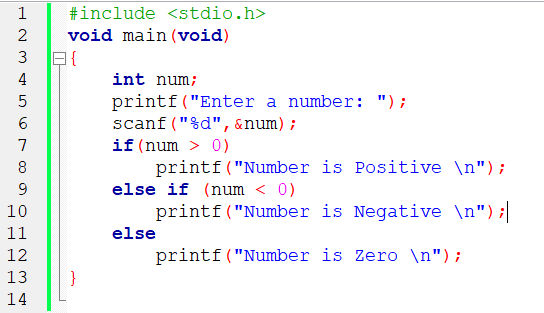 1 #include <stdio.h>
2 void main(void)
3 {
4 int num;
5 printf("Enter a number: ");
6 scanf("%d",&num);
7 if(num > 0)
8 printf("Number is Positive \n");
9 else if (num < 0)
10 printf("Number is Negative \n");
11 else
12 printf("Number is Zero \n");
13 }
14